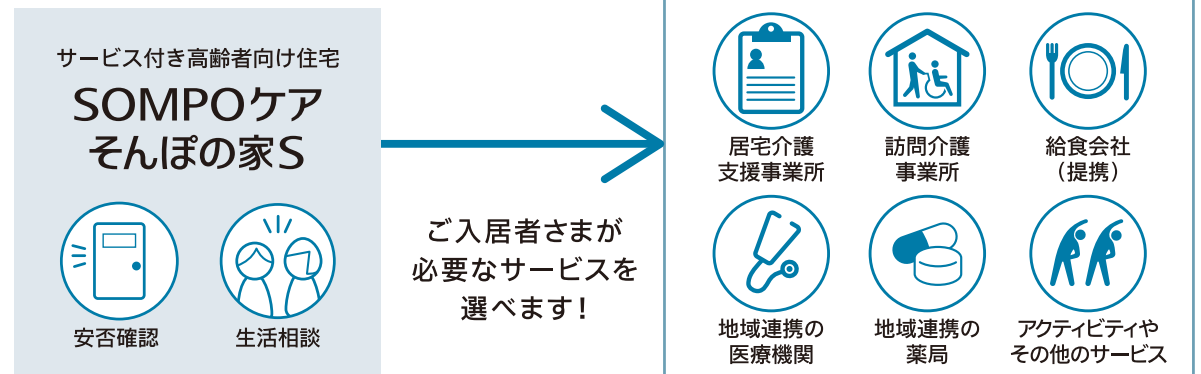 サービス付き高齢者向け住宅
SOMPOケア
そんぽの家S
安否確認
生活相談
ご入居者さまが
必要なサービスを
選べます!
居宅介護
支援事業所
訪問介護
事業所
給食会社
（提携）
地域連携の
医療機関
地域連携の
薬局
アクティビティや
その他のサービス